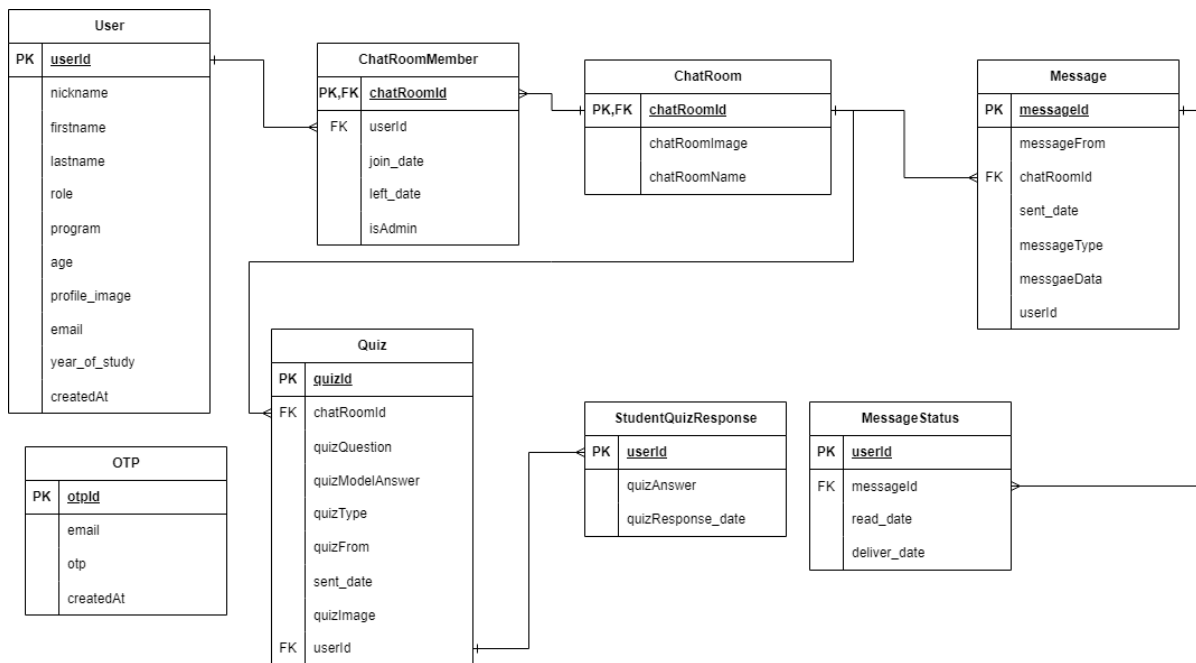 User
PK userId
nickname
firstname
lastname
role
program
age
profile_image
email
year_of_study
createdAt
ChatRoomMember
PK,FK chatRoomId
FK userId
join_date
left_date
isAdmin
ChatRoom
PK,FK chatRoomId
chatRoomImage
chatRoomName
Message
PK messageId
messageFrom
FK chatRoomId
sent_date
messageType
messgaeData
userId
OTP
PK otpId
email
otp
createdAt
Quiz
PK quizId
FK chatRoomId
quizQuestion
quizModelAnswer
quizType
quizFrom
sent_date
quizImage
FK userId
StudentQuizResponse
PK userId
quizAnswer
quizResponse_date
MessageStatus
PK userId
FK messageId
read_date
deliver_date